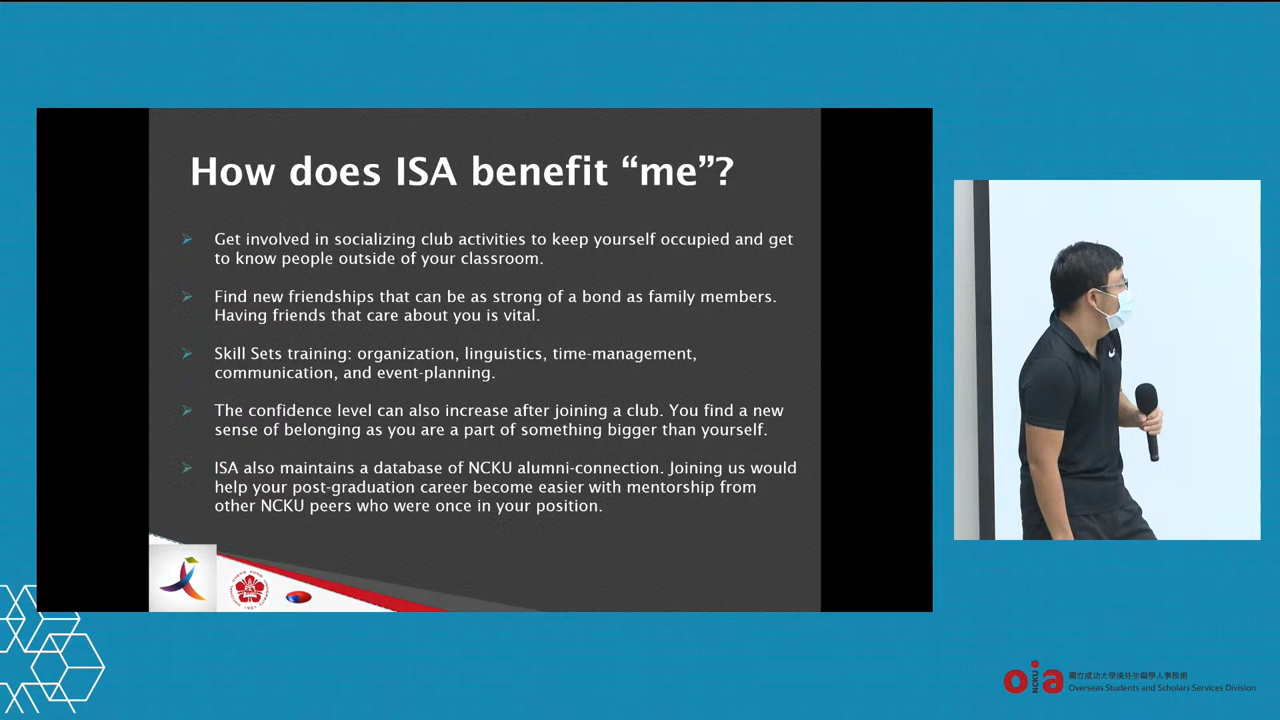 How does ISA benefit “me”?
Get involved in socializing club activities to keep yourself occupied and get
to know people outside of your classroom.
Find new friendships that can be as strong of a bond as family members.
Having friends that care about you is vital.
Skill Sets training: organization, linguistics, time-management,
communication, and event-planning.
The confidence level can also increase after joining a club. You find a new
sense of belonging as you are a part of something bigger than yourself.
ISA also maintains a database of NCKU alumni-connection. Joining us would
help your post-graduation career become easier with mentorship from
other NCKU peers who were once in your position.
NATIONAL CHENG KUNG UNIVERSITY 1931
NCKU oia
國立成功大學境外生暨學人事務組
Overseas Students and Scholars Services Division